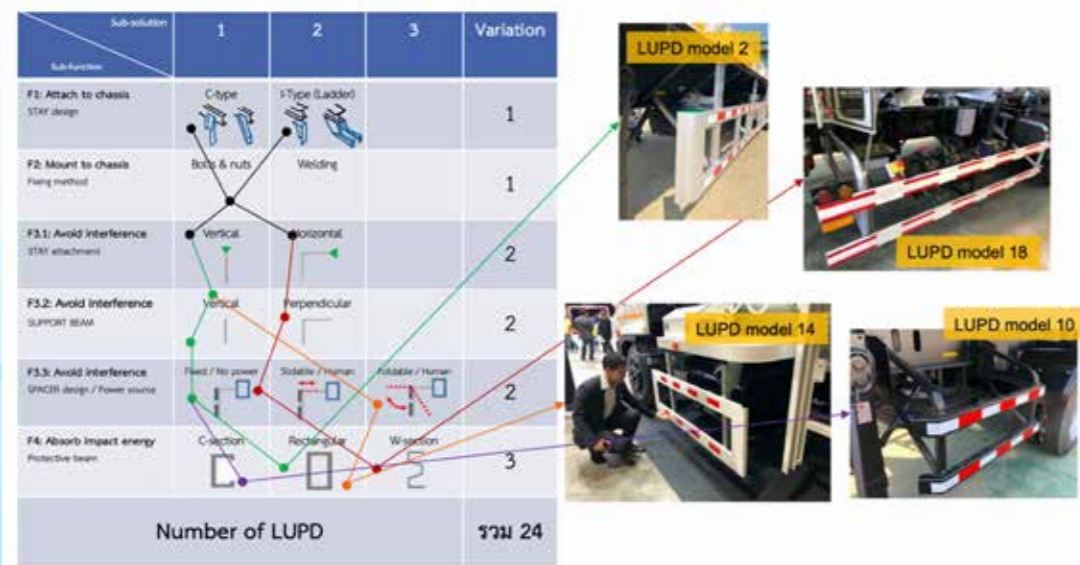 Sub-solution
Sub-function
1
2
3
Variation
F1: Attach to chassis
STAY design
C-type
I-Type (Ladder)
1
F2: Mount to chassis
Fixing method
Bolts & nuts
Welding
1
F3.1: Avoid interference
STAY attachment
Vertical
Horizontal
2
F3.2: Avoid interference
SUPPORT BEAM
Vertical
Perpendicular
2
F3.3: Avoid interference
SPACER design / Power source
Fixed / No power
Slidable / Human
Foldable / Human
2
F4: Absorb impact energy
Protective beam
C-section
Rectangular
W-section
3
Number of LUPD
รวม 24
LUPD model 2
LUPD model 18
LUPD model 14
LUPD model 10